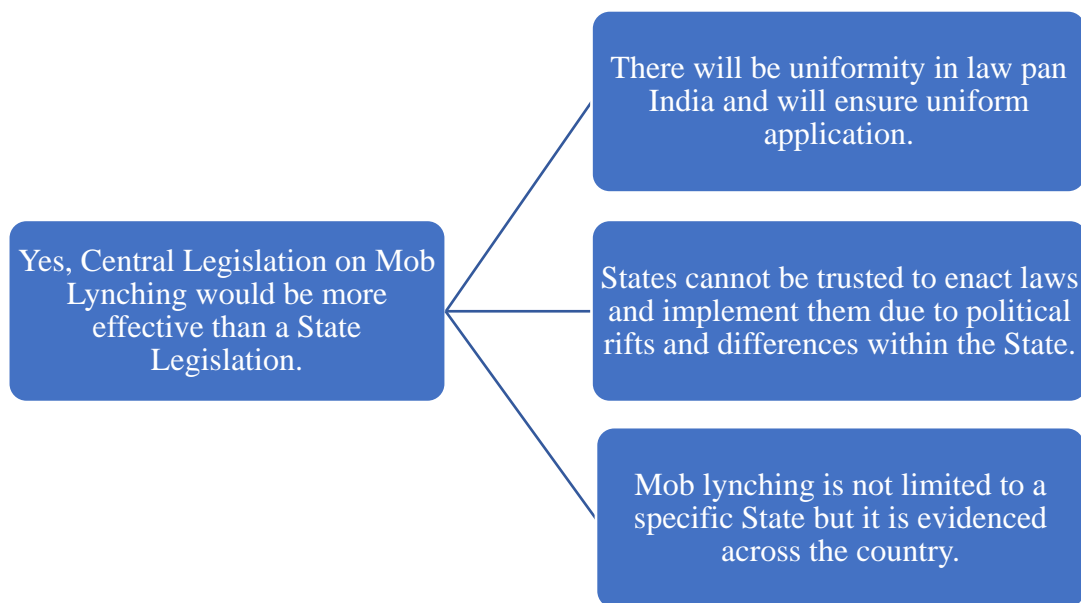 There will be uniformity in law pan
India and will ensure uniform
application.
Yes, Central Legislation on Mob
Lynching would be more
effective than a State
Legislation.
States cannot be trusted to enact laws
and implement them due to political
rifts and differences within the State.
Mob lynching is not limited to a
specific State but it is evidenced
across the country.